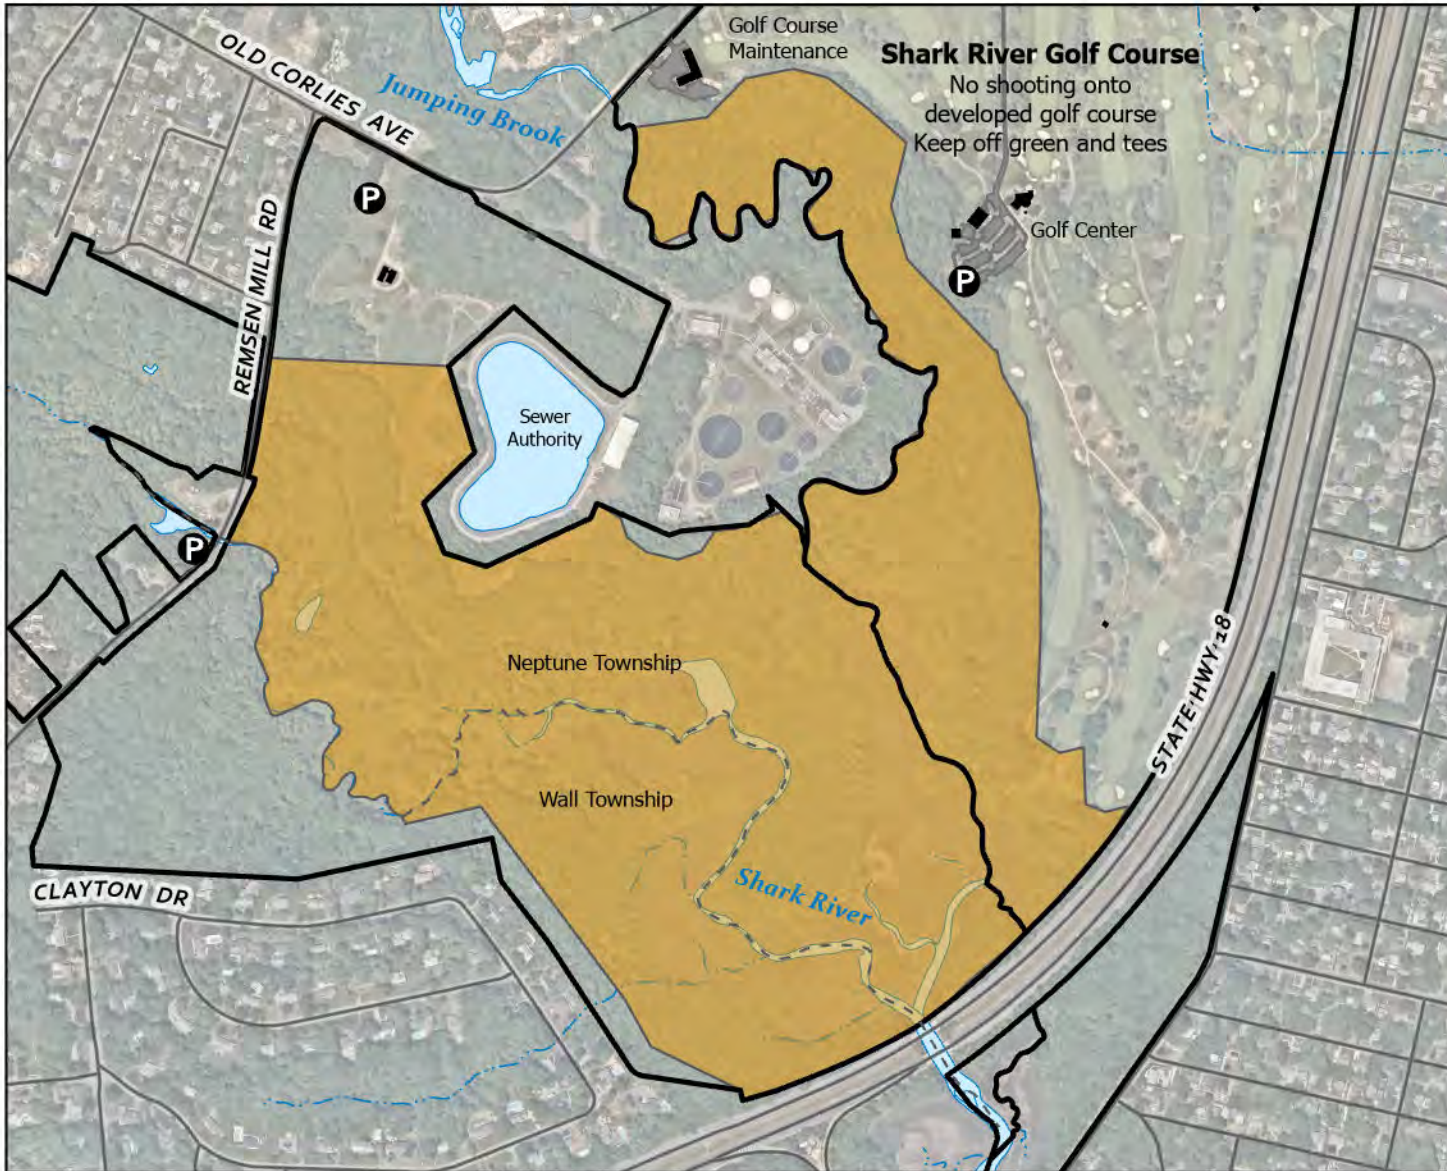 Golf Course
Maintenance
Shark River Golf Course
No shooting onto
developed golf course
Keep off green and tees
OLD CORLIES AVE
Jumping Brook
P
REMSEN MILL RD
Golf Center
P
Sewer
Authority
P
Neptune Township
STATE HWY 18
Wall Township
Shark River
CLAYTON DR